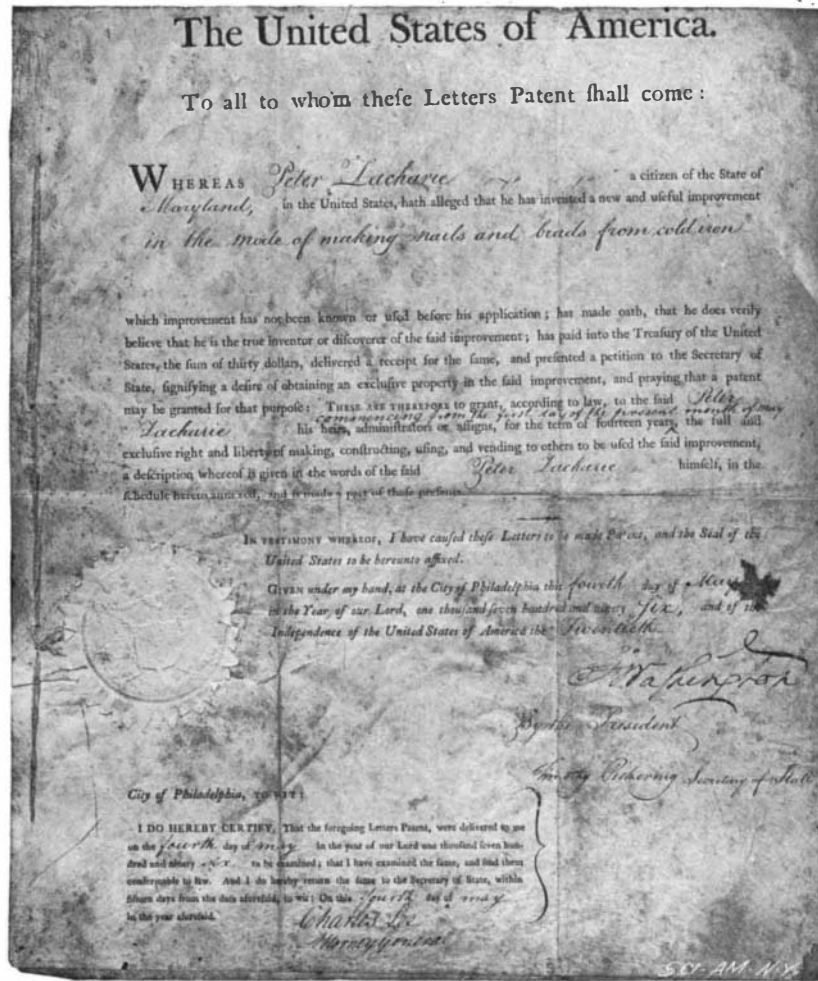 The United States of America.
To all to whom theſe Letters Patent ſhall come:
WHEREAS Peter Zacharie a citizen of the State of
Maryland, in the United States, hath alleged that he has invented a new and uſeful improvement
in the mode of making nails and brads from cold iron
which improvement has not been known or uſed before his application; has made oath, that he does verily
believe that he is the true inventor or diſcoverer of the ſaid improvement; has paid into the Treaſury of the United
States, the ſum of thirty dollars, delivered a receipt for the ſame, and preſented a petition to the Secretary of
State, ſignifying a deſire of obtaining an excluſive property in the ſaid improvement, and praying that a patent
may be granted for that purpoſe: THESE ARE THEREFORE to grant, according to law, to the ſaid Peter
commencing from the first day of the present month of may
Zacharie his heirs, adminiſtrators or aſſigns, for the term of fourteen years, the full and
excluſive right and liberty of making, conſtructing, uſing, and vending to others to be uſed the ſaid improvement,
a deſcription whereof is given in the words of the ſaid Peter Zacharie himſelf, in the
ſchedule hereto annexed, and is made a part of theſe preſents.
IN TESTIMONY WHEREOF, I have cauſed theſe Letters to be made Patent, and the Seal of the
United States to be hereunto affixed.
GIVEN under my hand, at the City of Philadelphia this fourth day of May
in the Year of our Lord, one thouſand ſeven hundred and ninety ſix, and of the
Independence of the United States of America the Twentieth.
Go Washington
By the President
Timothy Pickering Secretary of State
City of Philadelphia, TO WIT:
I DO HEREBY CERTIFY, That the foregoing Letters Patent, were delivered to me
on the fourth day of may in the year of our Lord one thouſand ſeven hun-
dred and ninety ſix to be examined; that I have examined the ſame, and find them
conformable to law. And I do hereby return the ſame to the Secretary of State, within
fifteen days from the date aforeſaid, to wit: On this fourth day of may
in the year aforeſaid.
Charles Lee
Attorney General
SCI-AM-N.Y.